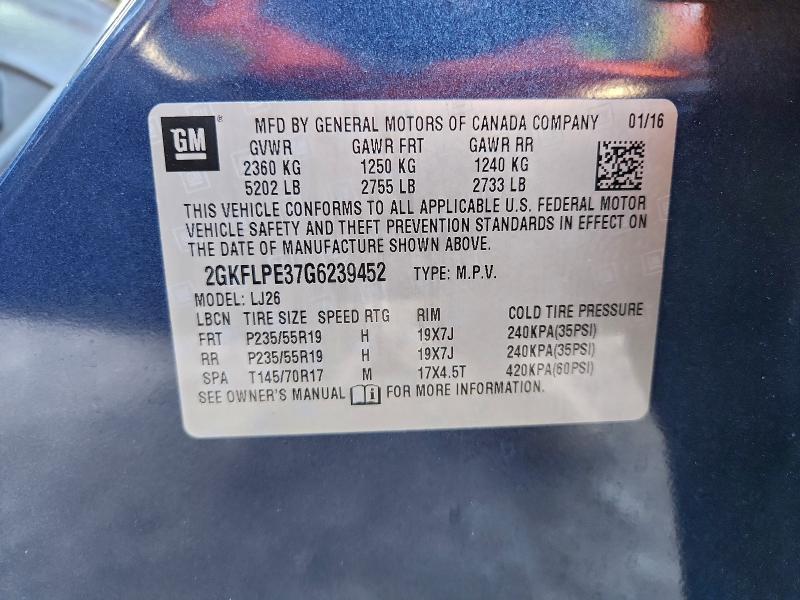 GM ® MFD BY GENERAL MOTORS OF CANADA COMPANY 01/16
GVWR GAWR FRT GAWR RR
2360 KG 1250 KG 1240 KG
5202 LB 2755 LB 2733 LB
THIS VEHICLE CONFORMS TO ALL APPLICABLE U.S. FEDERAL MOTOR
VEHICLE SAFETY AND THEFT PREVENTION STANDARDS IN EFFECT ON
THE DATE OF MANUFACTURE SHOWN ABOVE.
2GKFLPE37G6239452 TYPE: M.P.V.
MODEL: LJ26
LBCN TIRE SIZE SPEED RTG RIM COLD TIRE PRESSURE
FRT P235/55R19 H 19X7J 240KPA(35PSI)
RR P235/55R19 H 19X7J 240KPA(35PSI)
SPA T145/70R17 M 17X4.5T 420KPA(60PSI)
SEE OWNER'S MANUAL i FOR MORE INFORMATION.